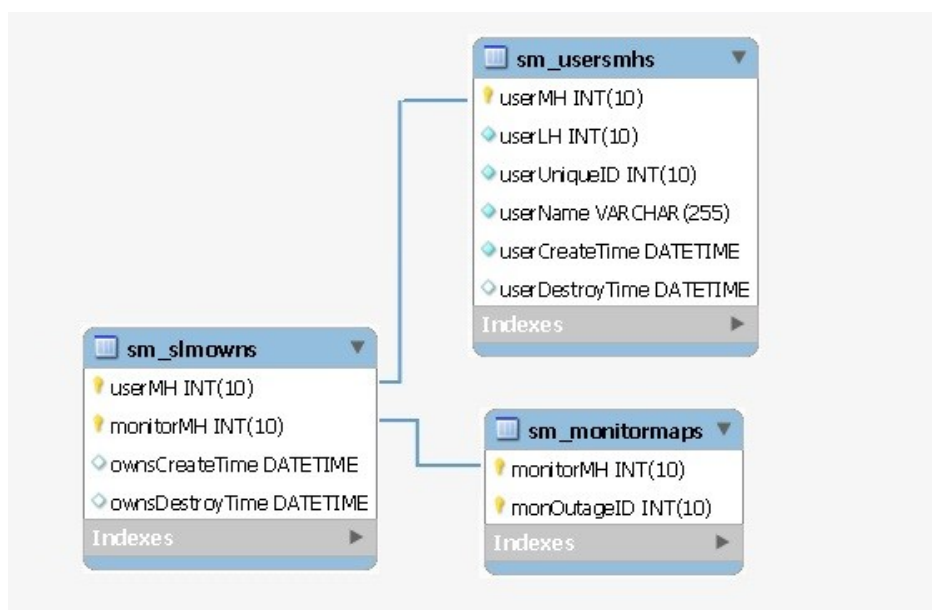 sm_usersmhs
userMH INT(10)
userLH INT(10)
userUniqueID INT(10)
userName VARCHAR(255)
userCreateTime DATETIME
userDestroyTime DATETIME
Indexes
sm_slmowns
userMH INT(10)
monitorMH INT(10)
ownsCreateTime DATETIME
ownsDestroyTime DATETIME
Indexes
sm_monitormaps
monitorMH INT(10)
monOutageID INT(10)
Indexes